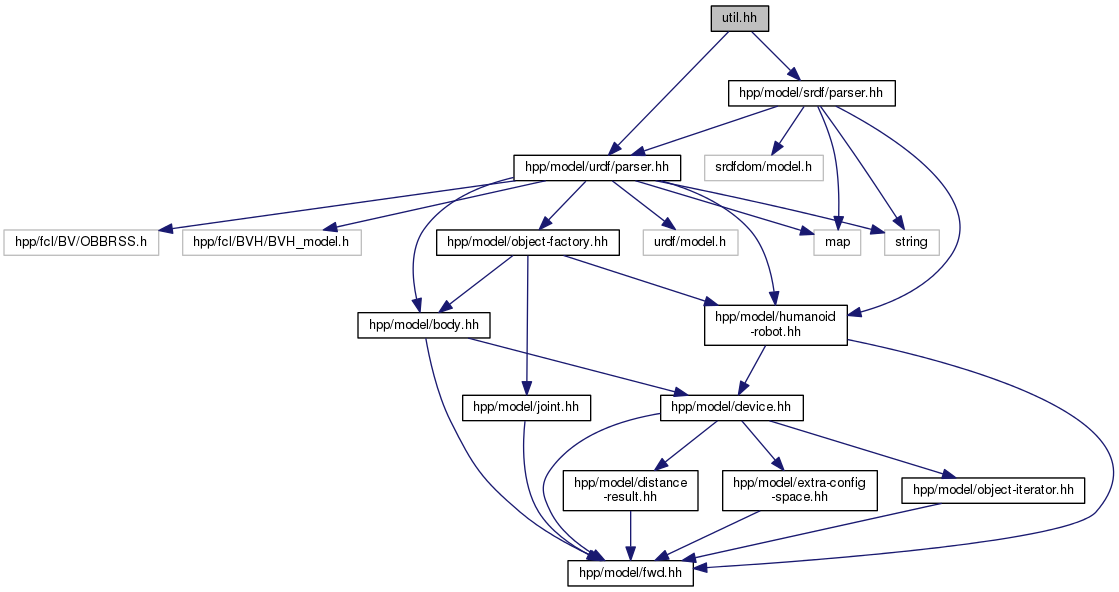 util.hh
hpp/model/srdf/parser.hh
hpp/model/urdf/parser.hh
srdfdom/model.h
hpp/fcl/BV/OBBRSS.h
hpp/fcl/BVH/BVH_model.h
hpp/model/object-factory.hh
urdf/model.h
map
string
hpp/model/body.hh
hpp/model/humanoid
-robot.hh
hpp/model/joint.hh
hpp/model/device.hh
hpp/model/distance
-result.hh
hpp/model/extra-config
-space.hh
hpp/model/object-iterator.hh
hpp/model/fwd.hh